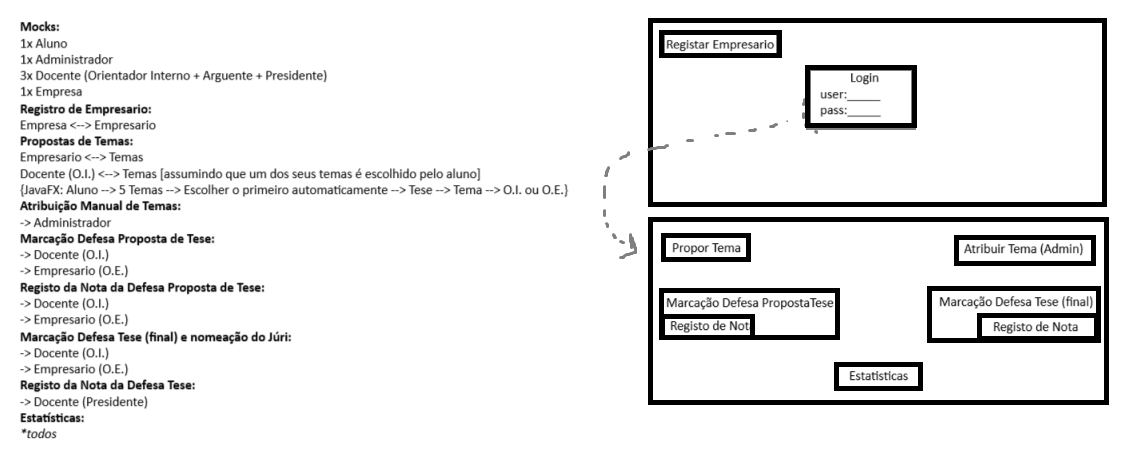 Mocks:
1x Aluno
1x Administrador
3x Docente (Orientador Interno + Arguente + Presidente)
1x Empresa
Registro de Empresario:
Empresa <--> Empresario
Propostas de Temas:
Empresario <--> Temas
Docente (O.I.) <--> Temas [assumindo que um dos seus temas é escolhido pelo aluno]
{JavaFX: Aluno --> 5 Temas --> Escolher o primeiro automaticamente --> Tese --> Tema --> O.I. ou O.E.}
Atribuição Manual de Temas:
-> Administrador
Marcação Defesa Proposta de Tese:
-> Docente (O.I.)
-> Empresario (O.E.)
Registo da Nota da Defesa Proposta de Tese:
-> Docente (O.I.)
-> Empresario (O.E.)
Marcação Defesa Tese (final) e nomeação do Júri:
-> Docente (O.I.)
-> Empresario (O.E.)
Registo da Nota da Defesa Tese:
-> Docente (Presidente)
Estatísticas:
*todos
Registar Empresario
Login
user:_____
pass:_____
Propor Tema
Atribuir Tema (Admin)
Marcação Defesa PropostaTese
Registo de Not
Marcação Defesa Tese (final)
Registo de Nota
Estatisticas